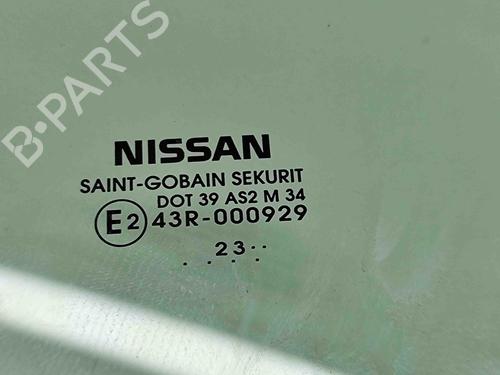 B-PARTS
NISSAN
SAINT-GOBAIN SEKURIT
DOT 39 AS2 M 34
E2 43R-000929
..23..
. . . .